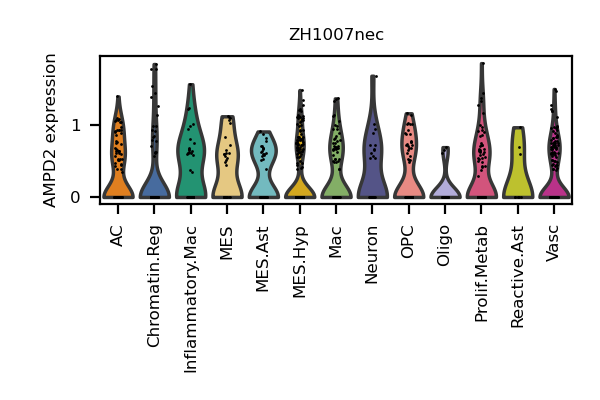 ZH1007nec
AMPD2 expression
1
0
AC
Chromatin.Reg
Inflammatory.Mac
MES
MES.Ast
MES.Hyp
Mac
Neuron
OPC
Oligo
Prolif.Metab
Reactive.Ast
Vasc